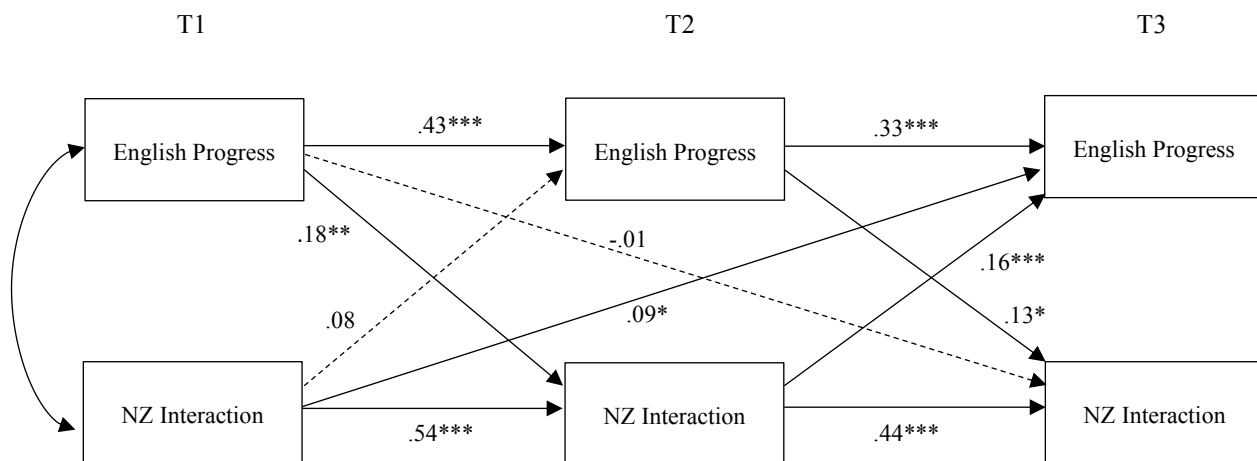 T1 T2 T3
.43*** .33***
English Progress English Progress English Progress
.18** -.01 .16***
.08 .09* .13*
NZ Interaction NZ Interaction NZ Interaction
.54*** .44***